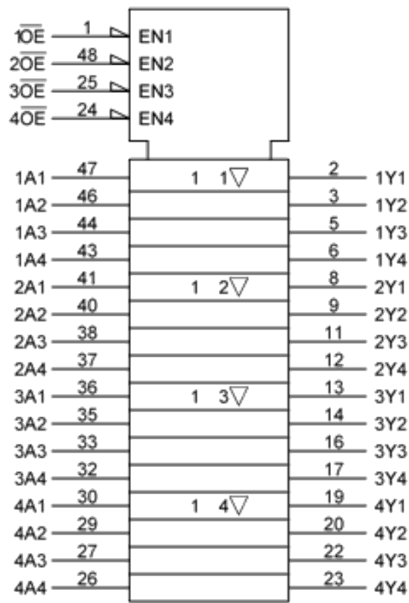 1O̅E̅ 1 EN1
2O̅E̅ 48 EN2
3O̅E̅ 25 EN3
4O̅E̅ 24 EN4
1A1 47 1 1▽ 2 1Y1
1A2 46 3 1Y2
1A3 44 5 1Y3
1A4 43 6 1Y4
2A1 41 1 2▽ 8 2Y1
2A2 40 9 2Y2
2A3 38 11 2Y3
2A4 37 12 2Y4
3A1 36 1 3▽ 13 3Y1
3A2 35 14 3Y2
3A3 33 16 3Y3
3A4 32 17 3Y4
4A1 30 1 4▽ 19 4Y1
4A2 29 20 4Y2
4A3 27 22 4Y3
4A4 26 23 4Y4